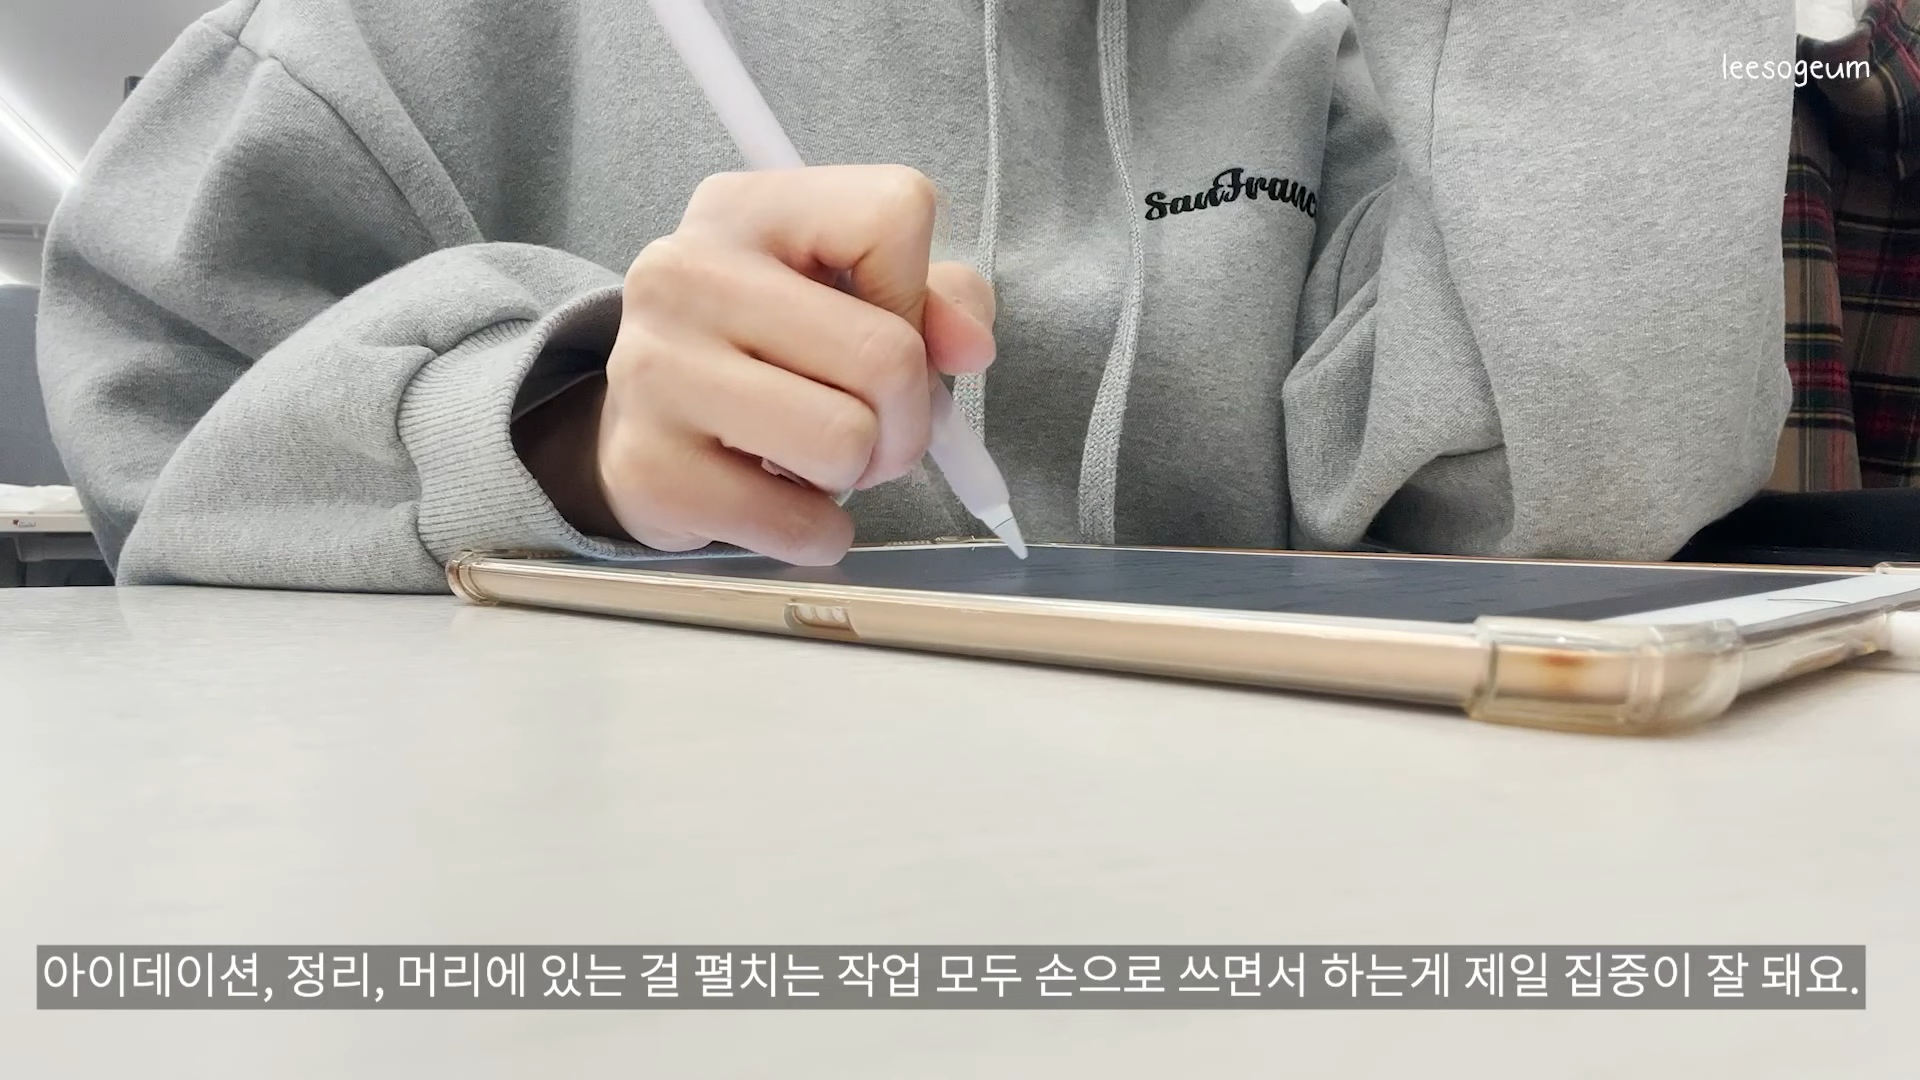 leesogeum
SanFranc
아이데이션, 정리, 머리에 있는 걸 펼치는 작업 모두 손으로 쓰면서 하는게 제일 집중이 잘 돼요.